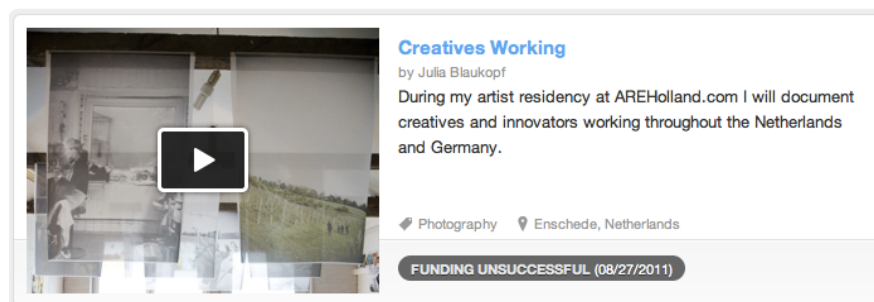 Creatives Working
by Julia Blaukopf
During my artist residency at AREHolland.com I will document
creatives and innovators working throughout the Netherlands
and Germany.
Photography Enschede, Netherlands
FUNDING UNSUCCESSFUL (08/27/2011)